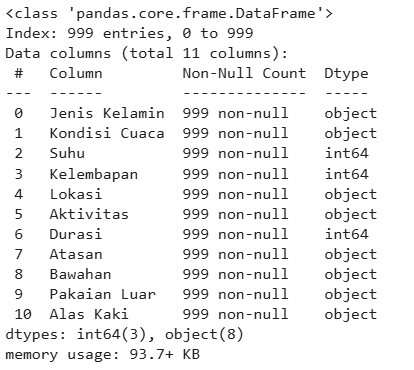 <class 'pandas.core.frame.DataFrame'>
Index: 999 entries, 0 to 999
Data columns (total 11 columns):
 #   Column         Non-Null Count  Dtype
---  ------         --------------  -----
 0   Jenis Kelamin  999 non-null    object
 1   Kondisi Cuaca  999 non-null    object
 2   Suhu           999 non-null    int64
 3   Kelembapan     999 non-null    int64
 4   Lokasi         999 non-null    object
 5   Aktivitas      999 non-null    object
 6   Durasi         999 non-null    int64
 7   Atasan         999 non-null    object
 8   Bawahan        999 non-null    object
 9   Pakaian Luar   999 non-null    object
 10  Alas Kaki      999 non-null    object
dtypes: int64(3), object(8)
memory usage: 93.7+ KB